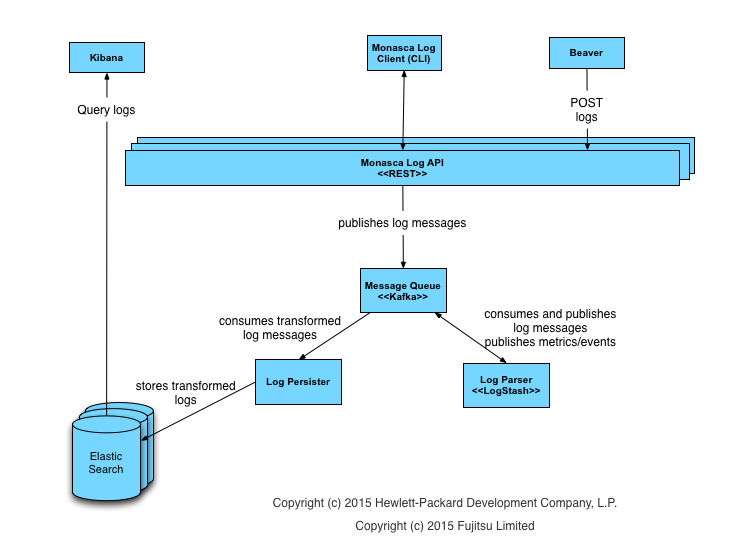 Kibana
Monasca Log
Client (CLI)
Beaver
Query logs
POST
logs
Monasca Log API
<<REST>>
publishes log messages
Message Queue
<<Kafka>>
consumes transformed
log messages
consumes and publishes
log messages
publishes metrics/events
Log Persister
Log Parser
<<LogStash>>
stores transformed
logs
Elastic
Search
Copyright (c) 2015 Hewlett-Packard Development Company, L.P.
Copyright (c) 2015 Fujitsu Limited